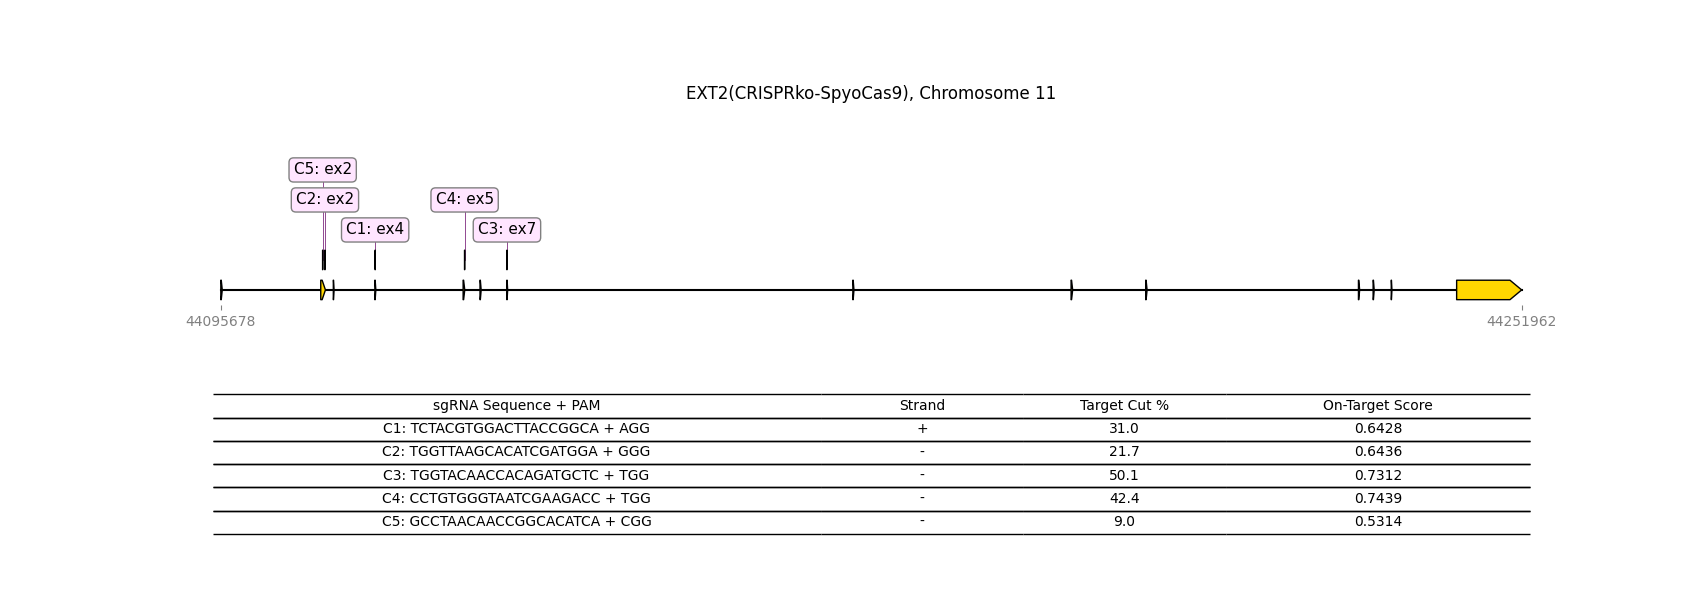 EXT2(CRISPRko-SpyoCas9), Chromosome 11
C5: ex2
C2: ex2
C4: ex5
C1: ex4
C3: ex7
44095678
44251962
sgRNA Sequence + PAM Strand Target Cut % On-Target Score
C1: TCTACGTGGACTTACCGGCA + AGG + 31.0 0.6428
C2: TGGTTAAGCACATCGATGGA + GGG - 21.7 0.6436
C3: TGGTACAACCACAGATGCTC + TGG - 50.1 0.7312
C4: CCTGTGGGTAATCGAAGACC + TGG - 42.4 0.7439
C5: GCCTAACAACCGGCACATCA + CGG - 9.0 0.5314